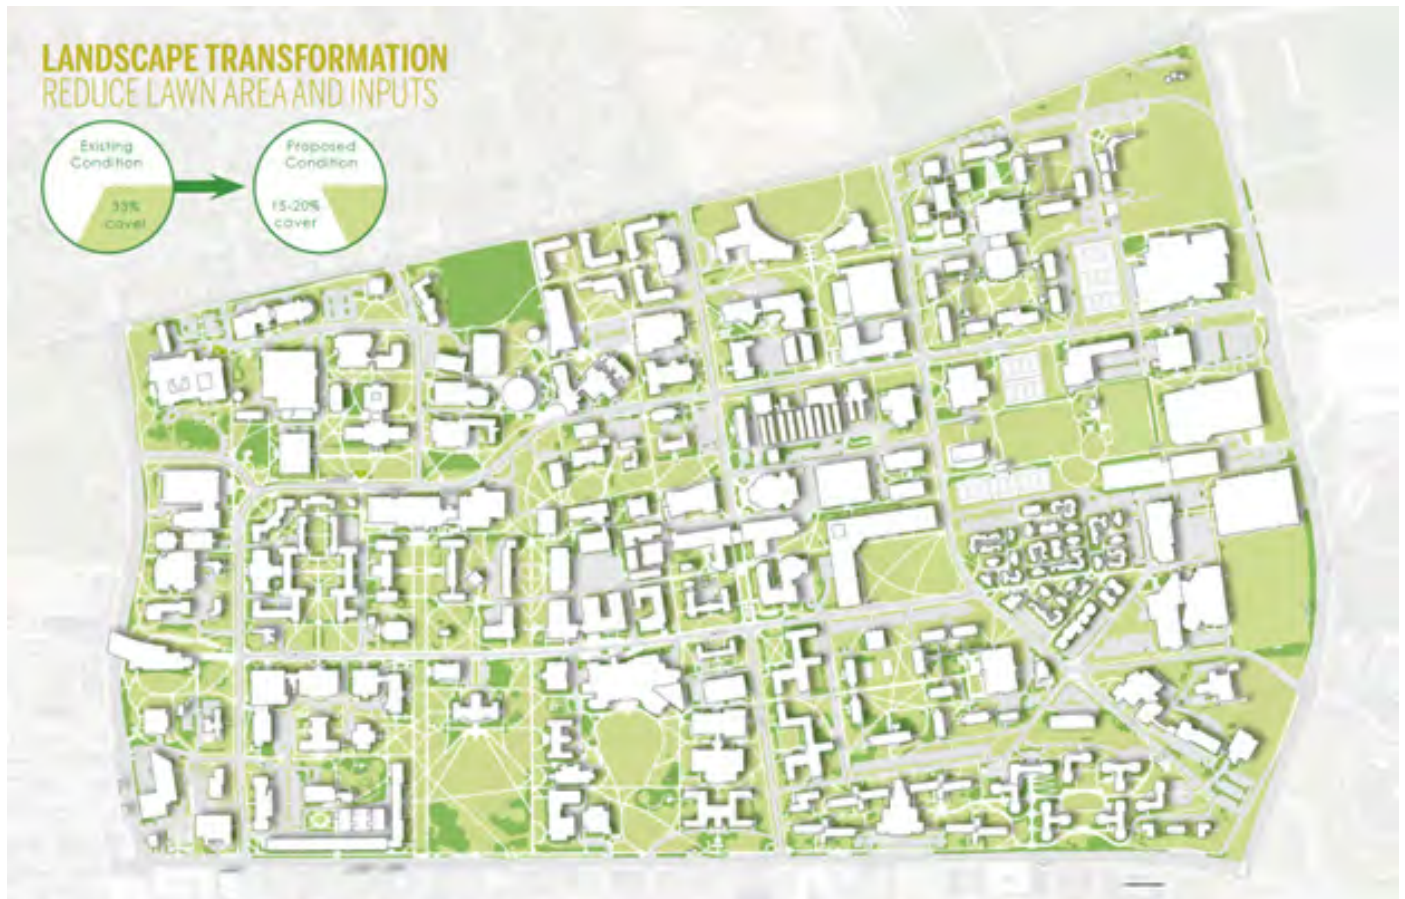 LANDSCAPE TRANSFORMATION
REDUCE LAWN AREA AND INPUTS
Existing
Condition
33%
cover
Proposed
Condition
15-20%
cover